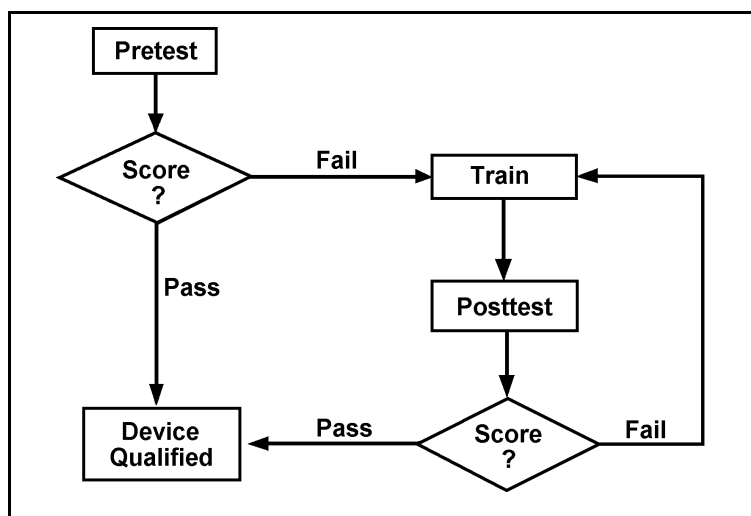 Pretest
Score
?
Fail
Train
Pass
Posttest
Device
Qualified
Pass
Score
?
Fail